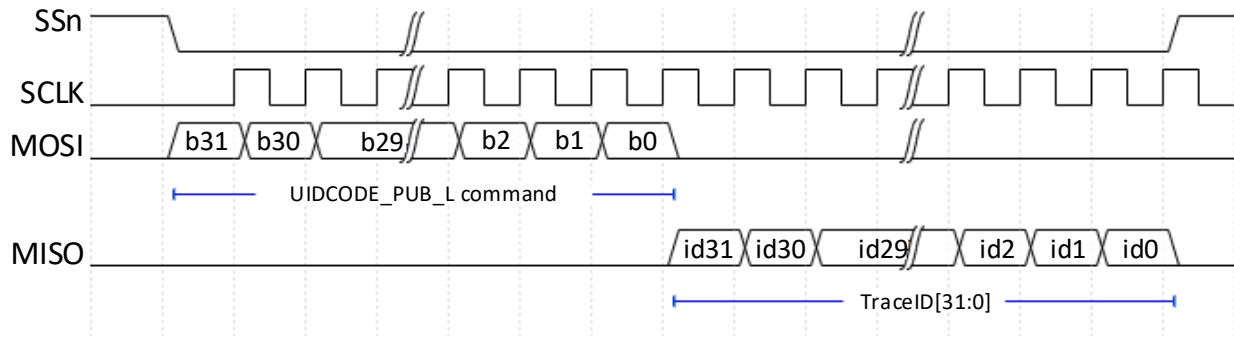 SSn
SCLK
MOSI b31 b30 b29 b2 b1 b0
UIDCODE_PUB_L command
MISO id31 id30 id29 id2 id1 id0
TraceID[31:0]